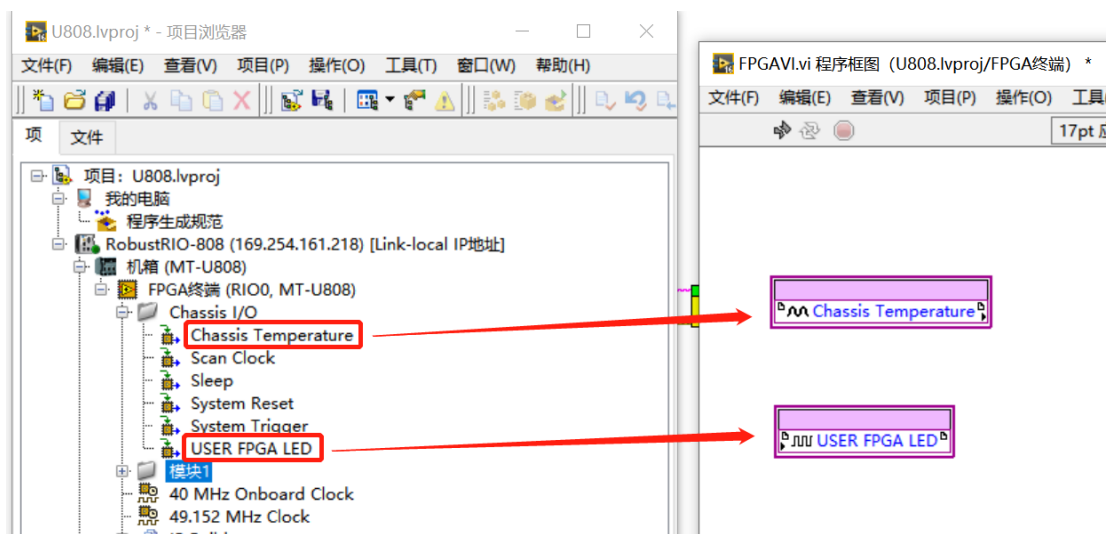 U808.lvproj * - 项目浏览器
文件(F) 编辑(E) 查看(V) 项目(P) 操作(O) 工具(T) 窗口(W) 帮助(H)
项 文件
项目：U808.lvproj
我的电脑
程序生成规范
RobustRIO-808 (169.254.161.218) [Link-local IP地址]
机箱 (MT-U808)
FPGA终端 (RIO0, MT-U808)
Chassis I/O
Chassis Temperature
Scan Clock
Sleep
System Reset
System Trigger
USER FPGA LED
模块1
40 MHz Onboard Clock
49.152 MHz Clock
FPGAVI.vi 程序框图（U808.lvproj/FPGA终端） *
文件(F) 编辑(E) 查看(V) 项目(P) 操作(O) 工具
17pt 应
Chassis Temperature
USER FPGA LED